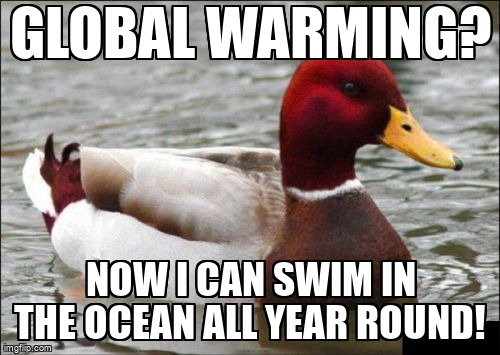 GLOBAL WARMING?
NOW I CAN SWIM IN
THE OCEAN ALL YEAR ROUND!
imgflip.com